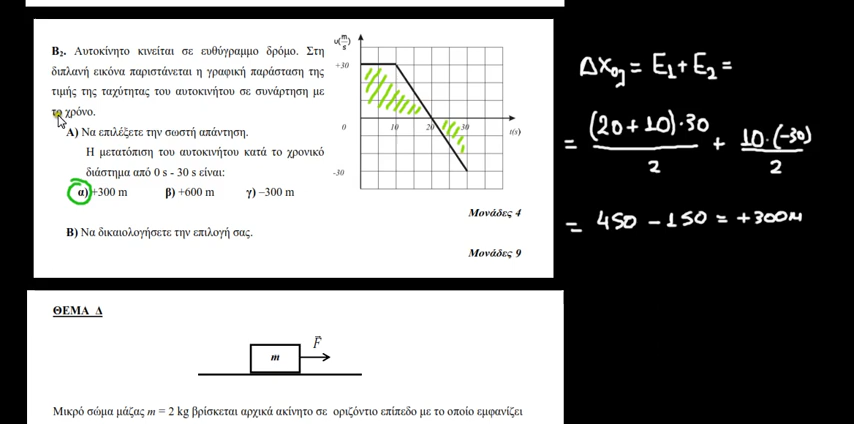 B₂. Αυτοκίνητο κινείται σε ευθύγραμμο δρόμο. Στη
διπλανή εικόνα παριστάνεται η γραφική παράσταση της
τιμής της ταχύτητας του αυτοκινήτου σε συνάρτηση με
το χρόνο.
A) Να επιλέξετε την σωστή απάντηση.
Η μετατόπιση του αυτοκινήτου κατά το χρονικό
διάστημα από 0 s - 30 s είναι:
α) +300 m β) +600 m γ) −300 m
Μονάδες 4
B) Να δικαιολογήσετε την επιλογή σας.
Μονάδες 9
υ(m/s)
+30
0 10 20 30 t(s)
-30
Δx₀₎ = E₁ + E₂ =
= (20+10)·30/2 + 10·(-30)/2
= 450 - 150 = +300m
ΘΕΜΑ Δ
F
m
Μικρό σώμα μάζας m = 2 kg βρίσκεται αρχικά ακίνητο σε οριζόντιο επίπεδο με το οποίο εμφανίζει